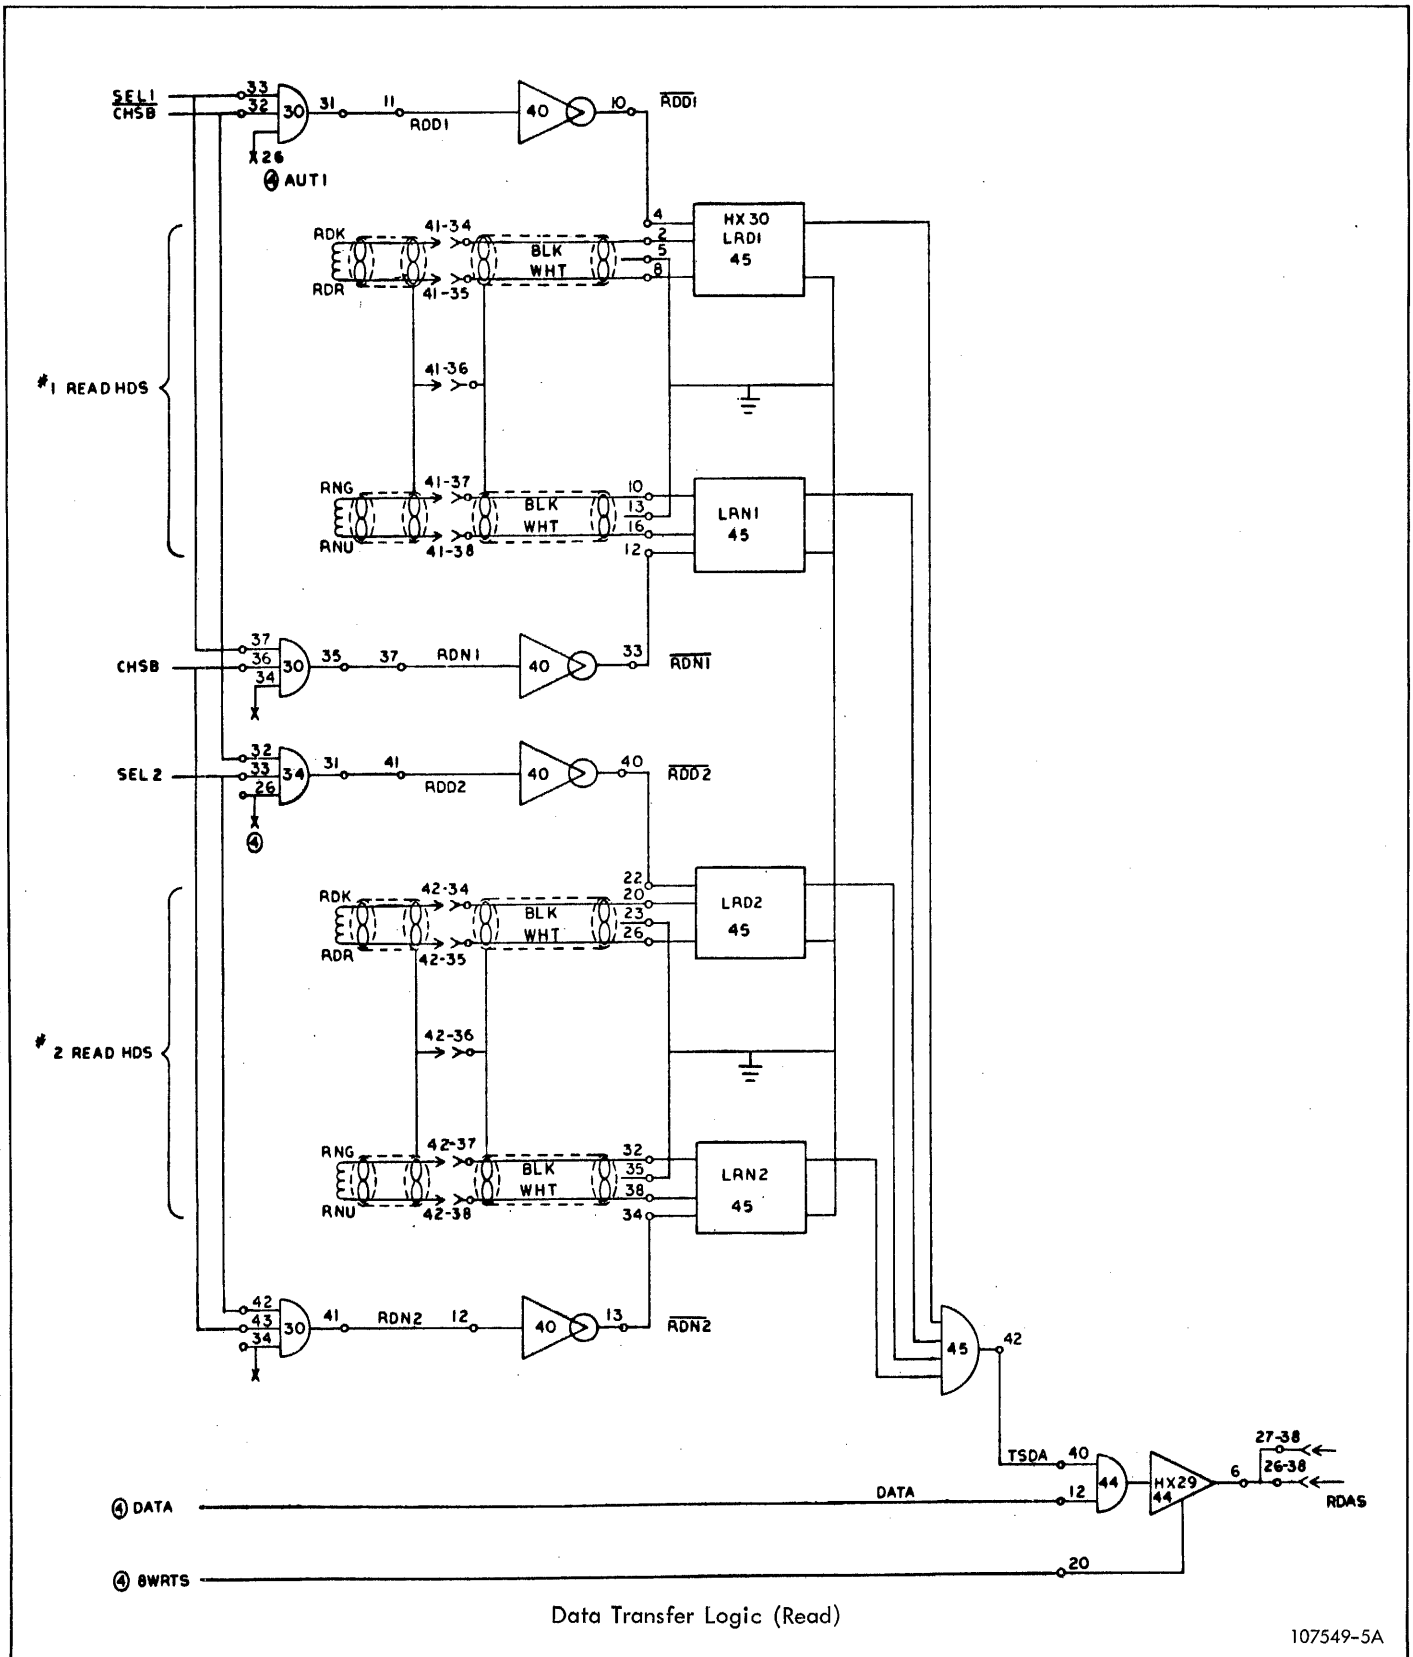 SEL1
CHSB
33
32
30
31
11
RDD1
40
10
RDD1
26
④ AUT1
RDK
41-34
BLK
WHT
RDR
41-35
4
2
5
8
HX30
LRD1
45
#1 READ HDS
41-36
RNG
41-37
BLK
WHT
RNU
41-38
10
13
16
12
LRN1
45
CHSB
37
36
34
30
35
37
RDN1
40
33
RDN1
SEL2
32
33
26
34
31
41
RDD2
40
40
RDD2
④
RDK
42-34
BLK
WHT
RDR
42-35
22
20
23
26
LRD2
45
#2 READ HDS
42-36
RNG
42-37
BLK
WHT
RNU
42-38
32
35
38
34
LRN2
45
42
43
34
30
41
RDN2
12
40
13
RDN2
45
42
TSDA
40
④ DATA
DATA
12
44
HX29
44
6
27-38
26-38
RDAS
④ 8WRTS
20
Data Transfer Logic (Read)
107549-5A